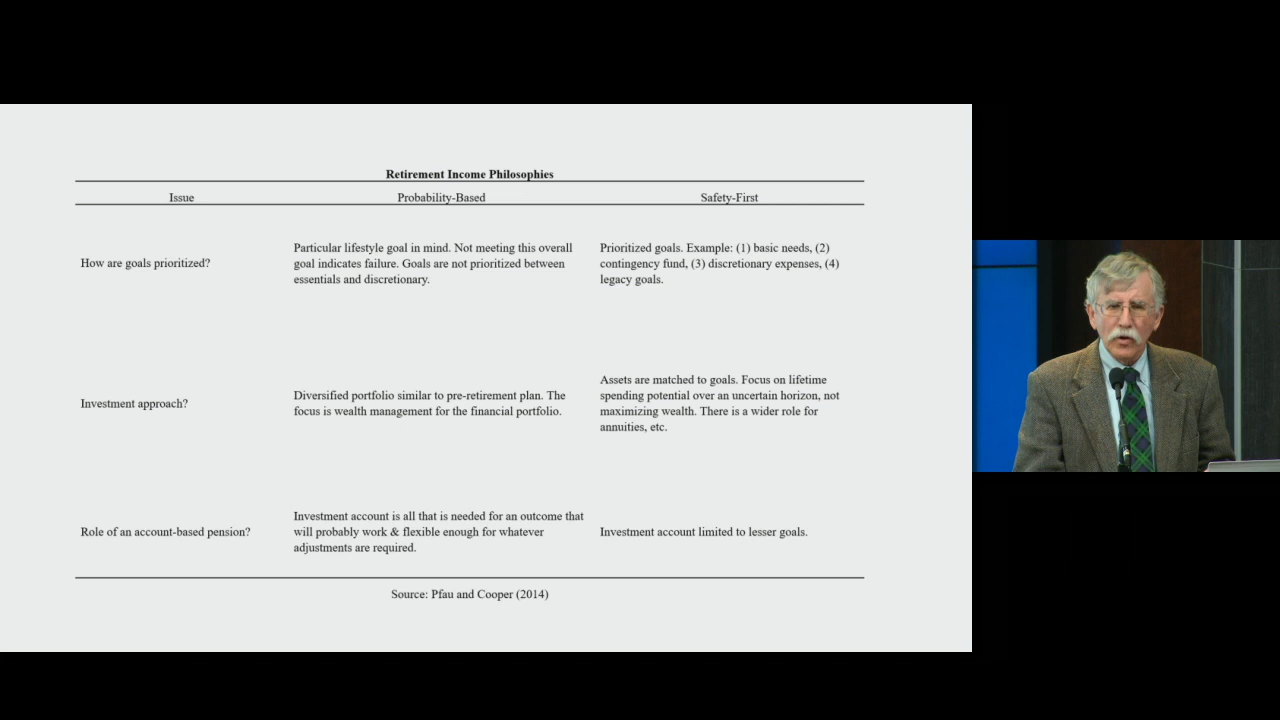 Retirement Income Philosophies
Issue
Probability-Based
Safety-First
How are goals prioritized?
Particular lifestyle goal in mind. Not meeting this overall
goal indicates failure. Goals are not prioritized between
essentials and discretionary.
Prioritized goals. Example: (1) basic needs, (2)
contingency fund, (3) discretionary expenses, (4)
legacy goals.
Investment approach?
Diversified portfolio similar to pre-retirement plan. The
focus is wealth management for the financial portfolio.
Assets are matched to goals. Focus on lifetime
spending potential over an uncertain horizon, not
maximizing wealth. There is a wider role for
annuities, etc.
Role of an account-based pension?
Investment account is all that is needed for an outcome that
will probably work & flexible enough for whatever
adjustments are required.
Investment account limited to lesser goals.
Source: Pfau and Cooper (2014)